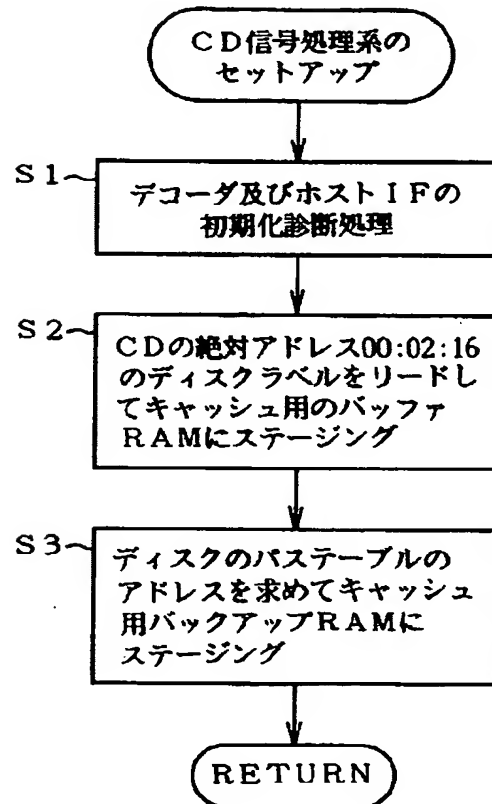 CD信号処理系の
セットアップ
S1
デコーダ及びホストIFの
初期化診断処理
S2
CDの絶対アドレス00:02:16
のディスクラベルをリードし
てキャッシュ用のバッファ
RAMにステージング
S3
ディスクのパステーブルの
アドレスを求めてキャッシュ
用バックアップRAMに
ステージング
RETURN